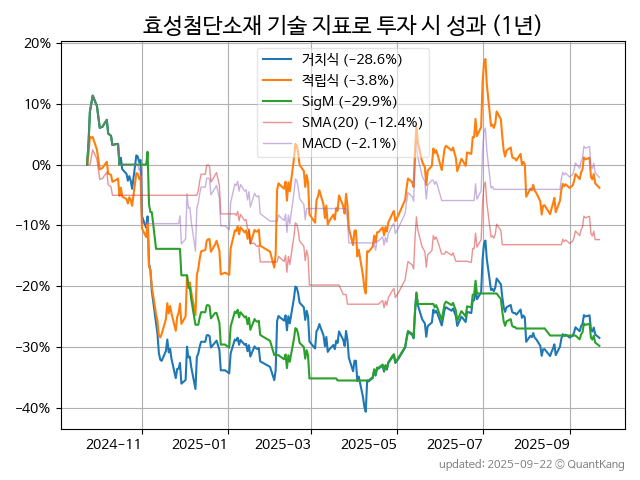 효성첨단소재 기술 지표로 투자 시 성과 (1년)
거치식 (−28.6%)
적립식 (−3.8%)
SigM (−29.9%)
SMA(20) (−12.4%)
MACD (−2.1%)
20%
10%
0%
−10%
−20%
−30%
−40%
2024-11 2025-01 2025-03 2025-05 2025-07 2025-09
updated: 2025-09-22 © QuantKang